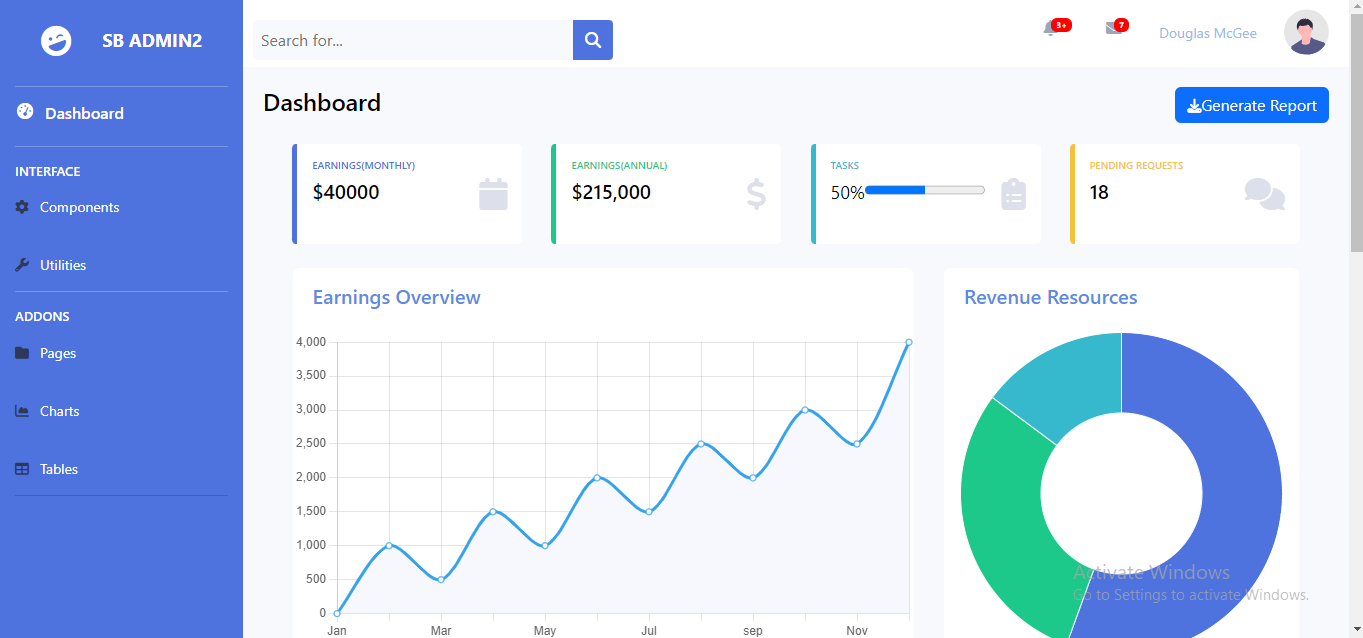 SB ADMIN2
Dashboard
INTERFACE
Components
Utilities
ADDONS
Pages
Charts
Tables
Search for...
3+
7
Douglas McGee
Dashboard
Generate Report
EARNINGS(MONTHLY)
$40000
EARNINGS(ANNUAL)
$215,000
TASKS
50%
PENDING REQUESTS
18
Earnings Overview
4,000
3,500
3,000
2,500
2,000
1,500
1,000
500
0
Jan Mar May Jul sep Nov
Revenue Resources
Activate Windows
Go to Settings to activate Windows.